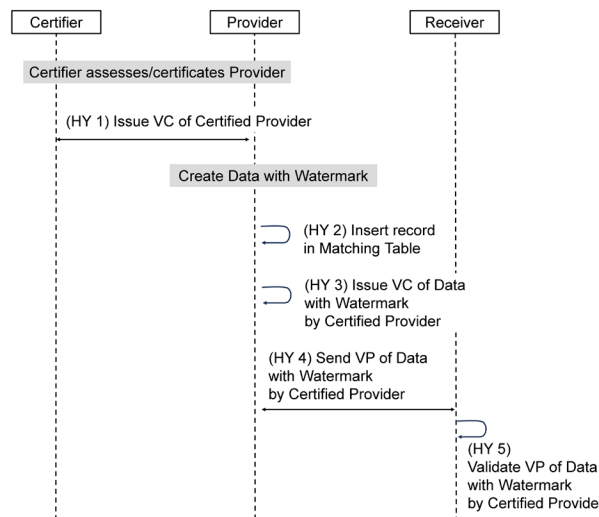 Certifier
Provider
Receiver
Certifier assesses/certificates Provider
(HY 1) Issue VC of Certified Provider
Create Data with Watermark
(HY 2) Insert record
in Matching Table
(HY 3) Issue VC of Data
with Watermark
by Certified Provider
(HY 4) Send VP of Data
with Watermark
by Certified Provider
(HY 5)
Validate VP of Data
with Watermark
by Certified Provide